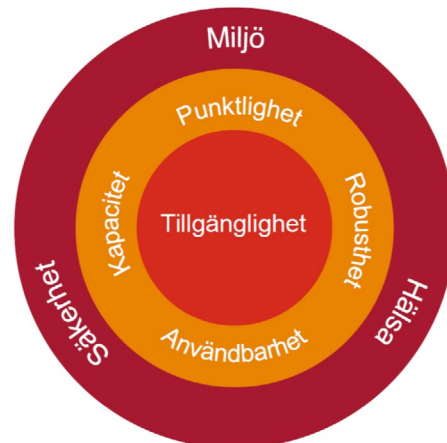 Miljö
Punktlighet
Kapacitet
Robusthet
Tillgänglighet
Användbarhet
Säkerhet
Hälsa